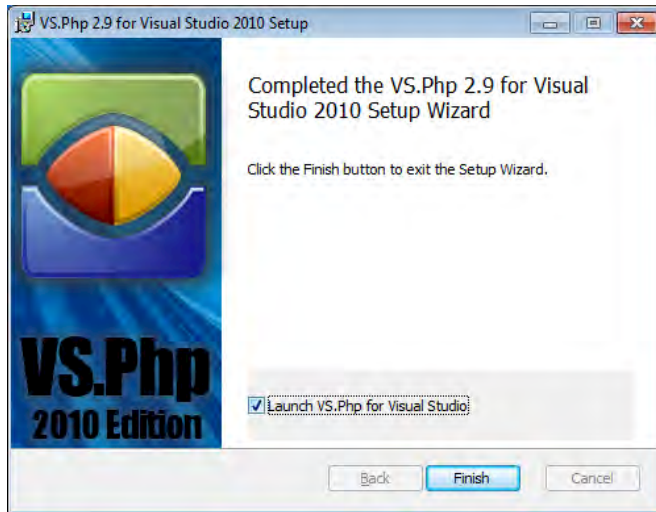 VS.Php 2.9 for Visual Studio 2010 Setup
Completed the VS.Php 2.9 for Visual
Studio 2010 Setup Wizard
Click the Finish button to exit the Setup Wizard.
VS.Php
2010 Edition
Launch VS.Php for Visual Studio
Back Finish Cancel